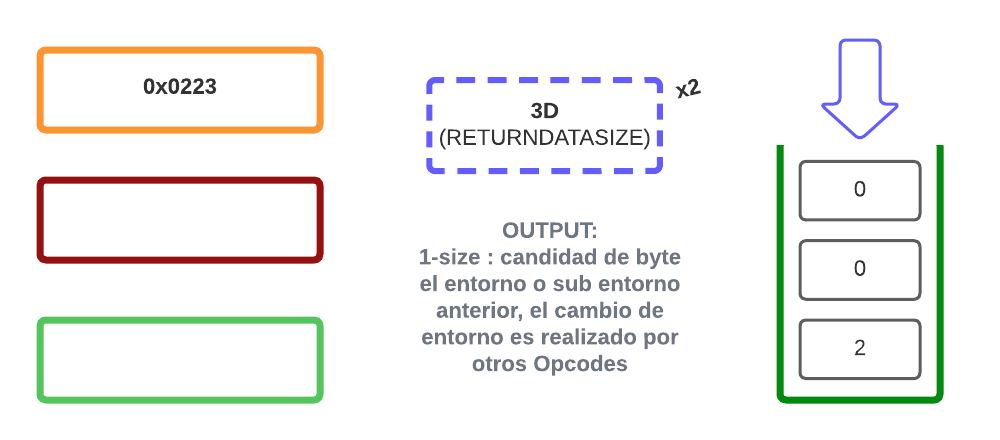 0x0223
3D
(RETURNDATASIZE)
x2
OUTPUT:
1-size : candidad de byte
el entorno o sub entorno
anterior, el cambio de
entorno es realizado por
otros Opcodes
0
0
2